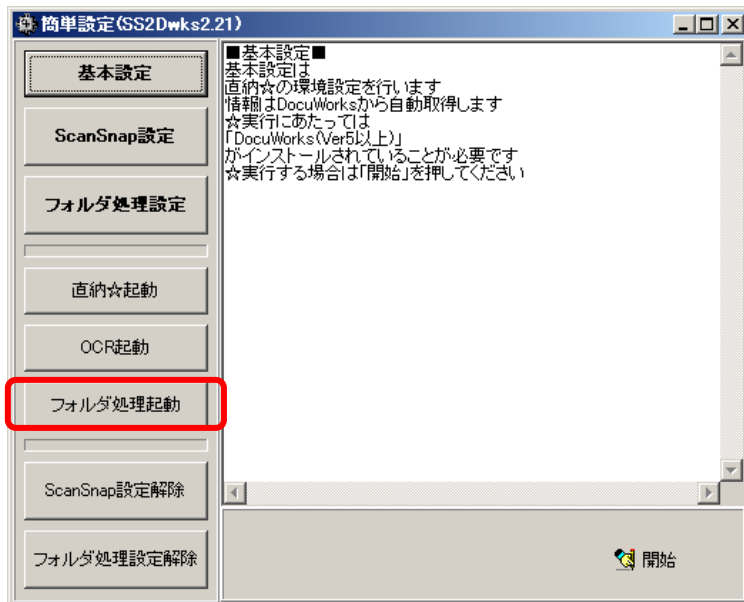 簡単設定(SS2Dwks2.21)
基本設定
ScanSnap設定
フォルダ処理設定
直納☆起動
OCR起動
フォルダ処理起動
ScanSnap設定解除
フォルダ処理設定解除
■基本設定■
基本設定は
直納☆の環境設定を行います
情報はDocuWorksから自動取得します
☆実行にあたっては
「DocuWorks(Ver5以上)」
がインストールされていることが必要です
☆実行する場合は「開始」を押してください
開始